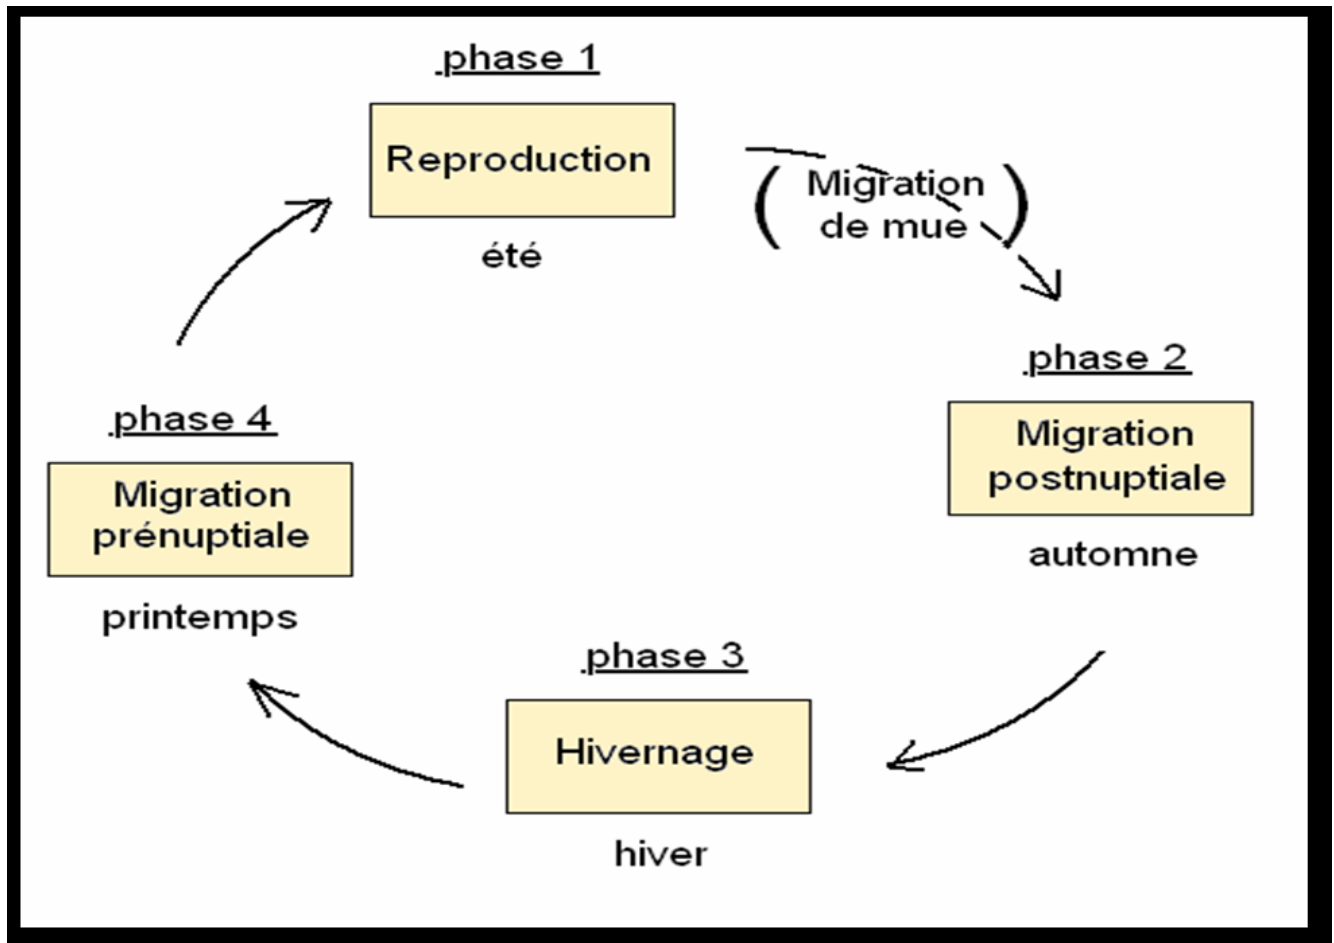 phase 1
Reproduction
été
( Migration
de mue )
phase 2
Migration
postnuptiale
automne
phase 3
Hivernage
hiver
phase 4
Migration
prénuptiale
printemps